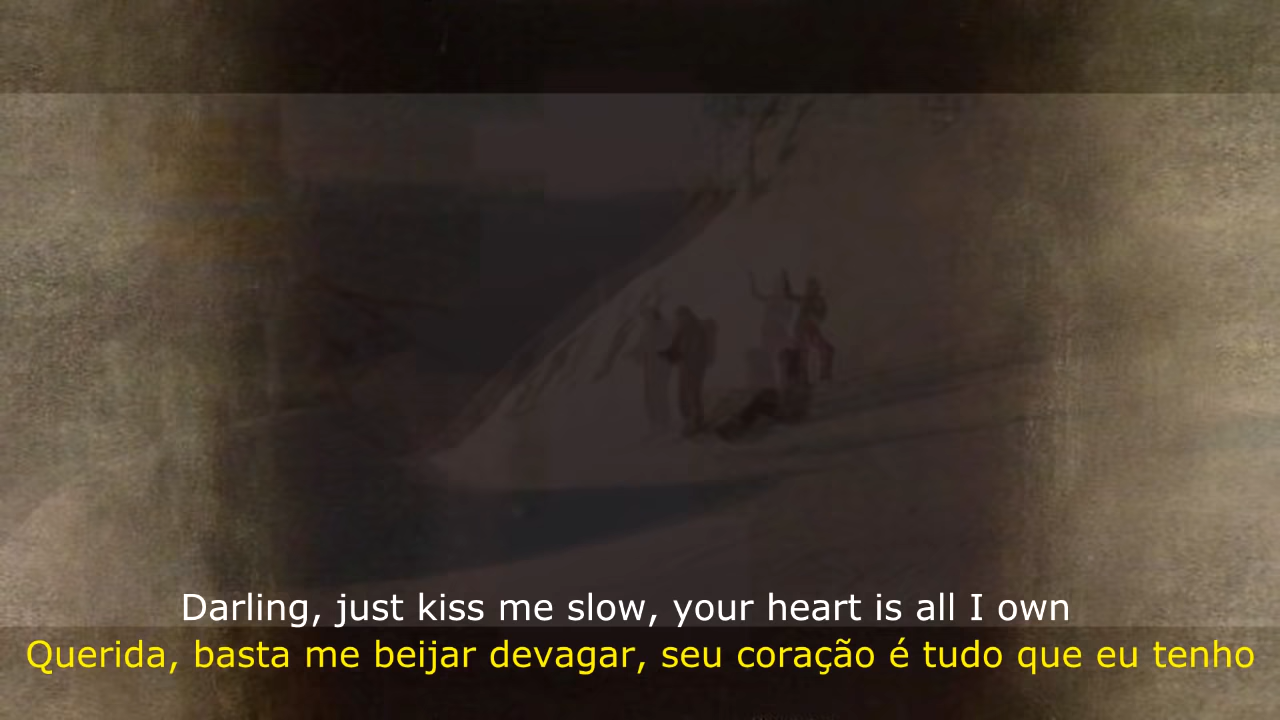 Darling, just kiss me slow, your heart is all I own
Querida, basta me beijar devagar, seu coração é tudo que eu tenho